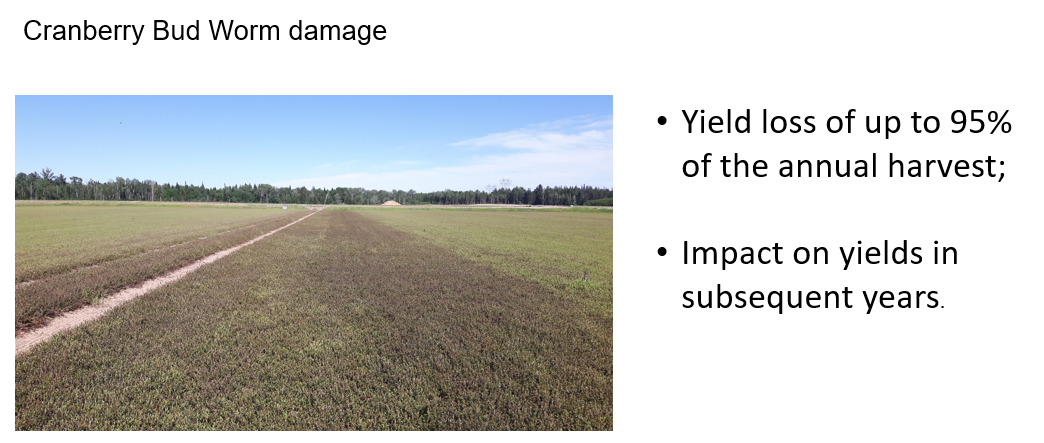 Cranberry Bud Worm damage
• Yield loss of up to 95%
of the annual harvest;
• Impact on yields in
subsequent years.